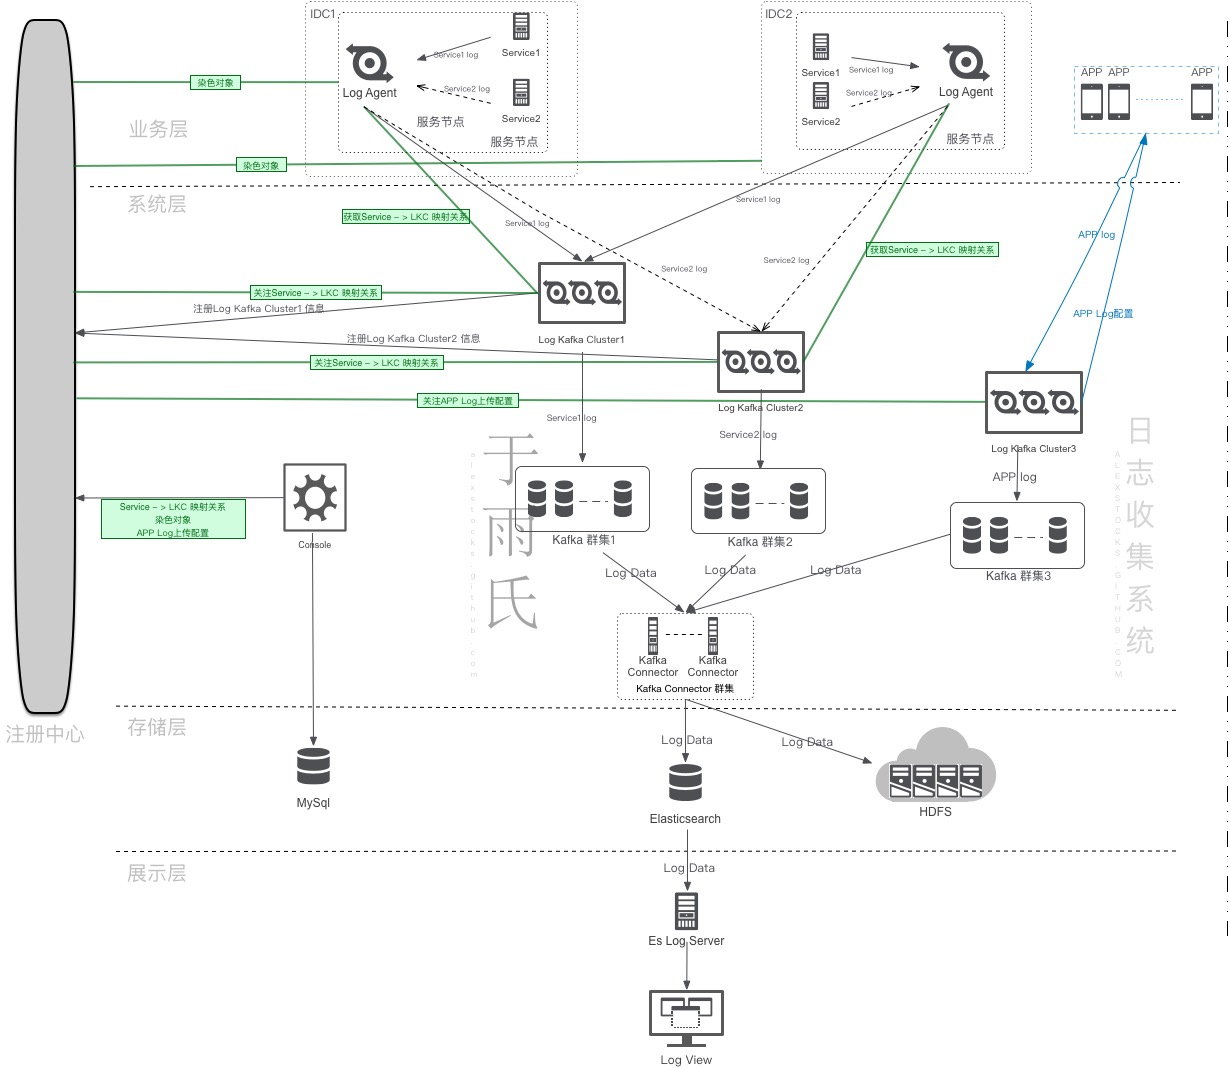 IDC1
IDC2
Service1
Service1 log
Log Agent
Service2 log
Service2
服务节点
服务节点
Service1
Service1 log
Log Agent
Service2 log
Service2
服务节点
APP
APP
APP
染色对象
业务层
染色对象
系统层
获取Service - > LKC 映射关系
Service1 log
Service1 log
Service2 log
Service2 log
获取Service - > LKC 映射关系
APP log
APP Log配置
关注Service - > LKC 映射关系
注册Log Kafka Cluster1 信息
注册Log Kafka Cluster2 信息
Log Kafka Cluster1
关注Service - > LKC 映射关系
关注APP Log上传配置
Log Kafka Cluster2
Log Kafka Cluster3
Service1 log
Service2 log
APP log
于雨氏
alexstocks.github.com
日志收集系统
ALEXSTOCKS.GITHUB.COM
Service - > LKC 映射关系
染色对象
APP Log上传配置
Console
Kafka 群集1
Kafka 群集2
Kafka 群集3
Log Data
Log Data
Log Data
Kafka
Connector
Kafka
Connector
Kafka Connector 群集
注册中心
存储层
Log Data
Log Data
MySql
Elasticsearch
HDFS
展示层
Log Data
Es Log Server
Log View